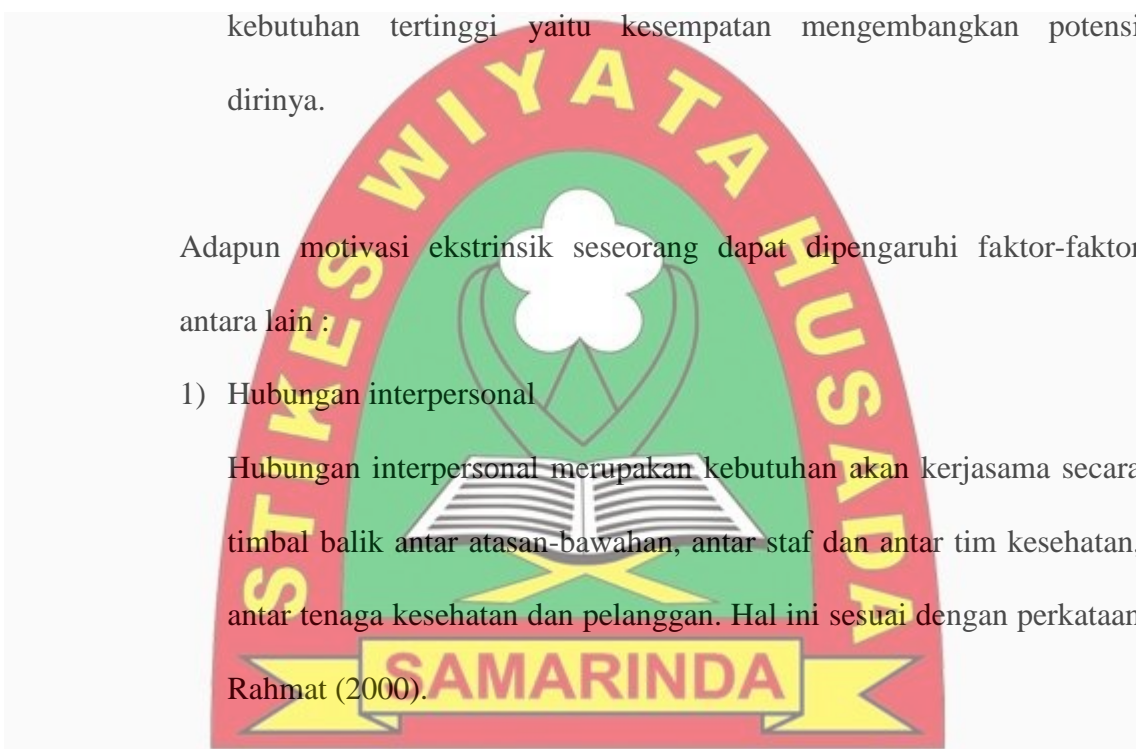 kebutuhan tertinggi yaitu kesempatan mengembangkan potensi
dirinya.
Adapun motivasi ekstrinsik seseorang dapat dipengaruhi faktor-faktor
antara lain :
1) Hubungan interpersonal
Hubungan interpersonal merupakan kebutuhan akan kerjasama secara
timbal balik antar atasan-bawahan, antar staf dan antar tim kesehatan,
antar tenaga kesehatan dan pelanggan. Hal ini sesuai dengan perkataan
Rahmat (2000).
STIKES WIYATA HUSADA
SAMARINDA